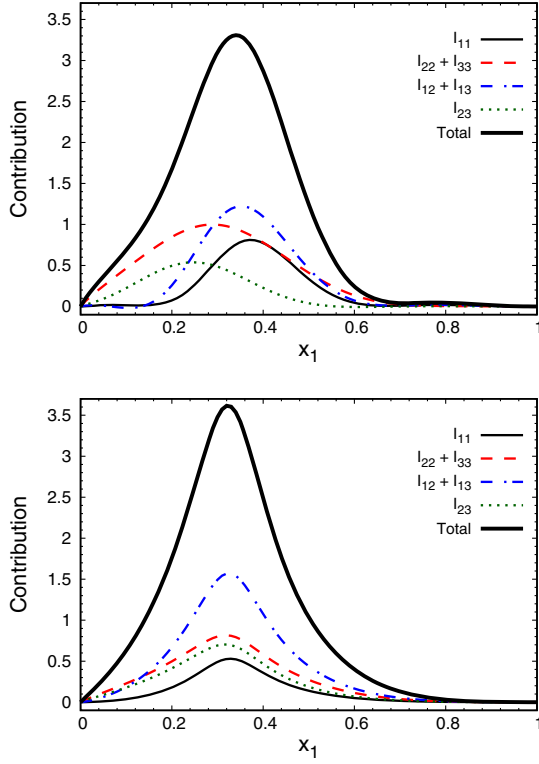 3.5
3
2.5
2
1.5
1
0.5
0
Contribution
I11
I22 + I33
I12 + I13
I23
Total
0 0.2 0.4 0.6 0.8 1
x1
3.5
3
2.5
2
1.5
1
0.5
0
Contribution
I11
I22 + I33
I12 + I13
I23
Total
0 0.2 0.4 0.6 0.8 1
x1